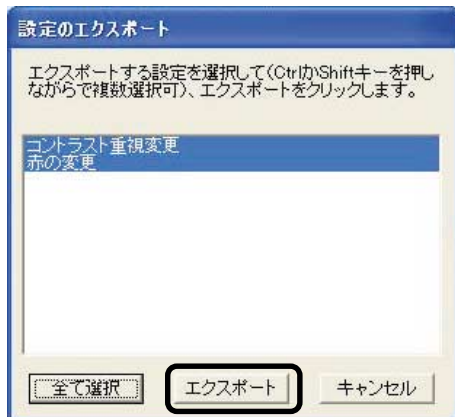 設定のエクスポート
エクスポートする設定を選択して(CtrlかShiftキーを押し
ながらで複数選択可)、エクスポートをクリックします。
コントラスト重視変更
赤の変更
全て選択 エクスポート キャンセル